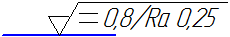 = 0,8/Ra 0,25